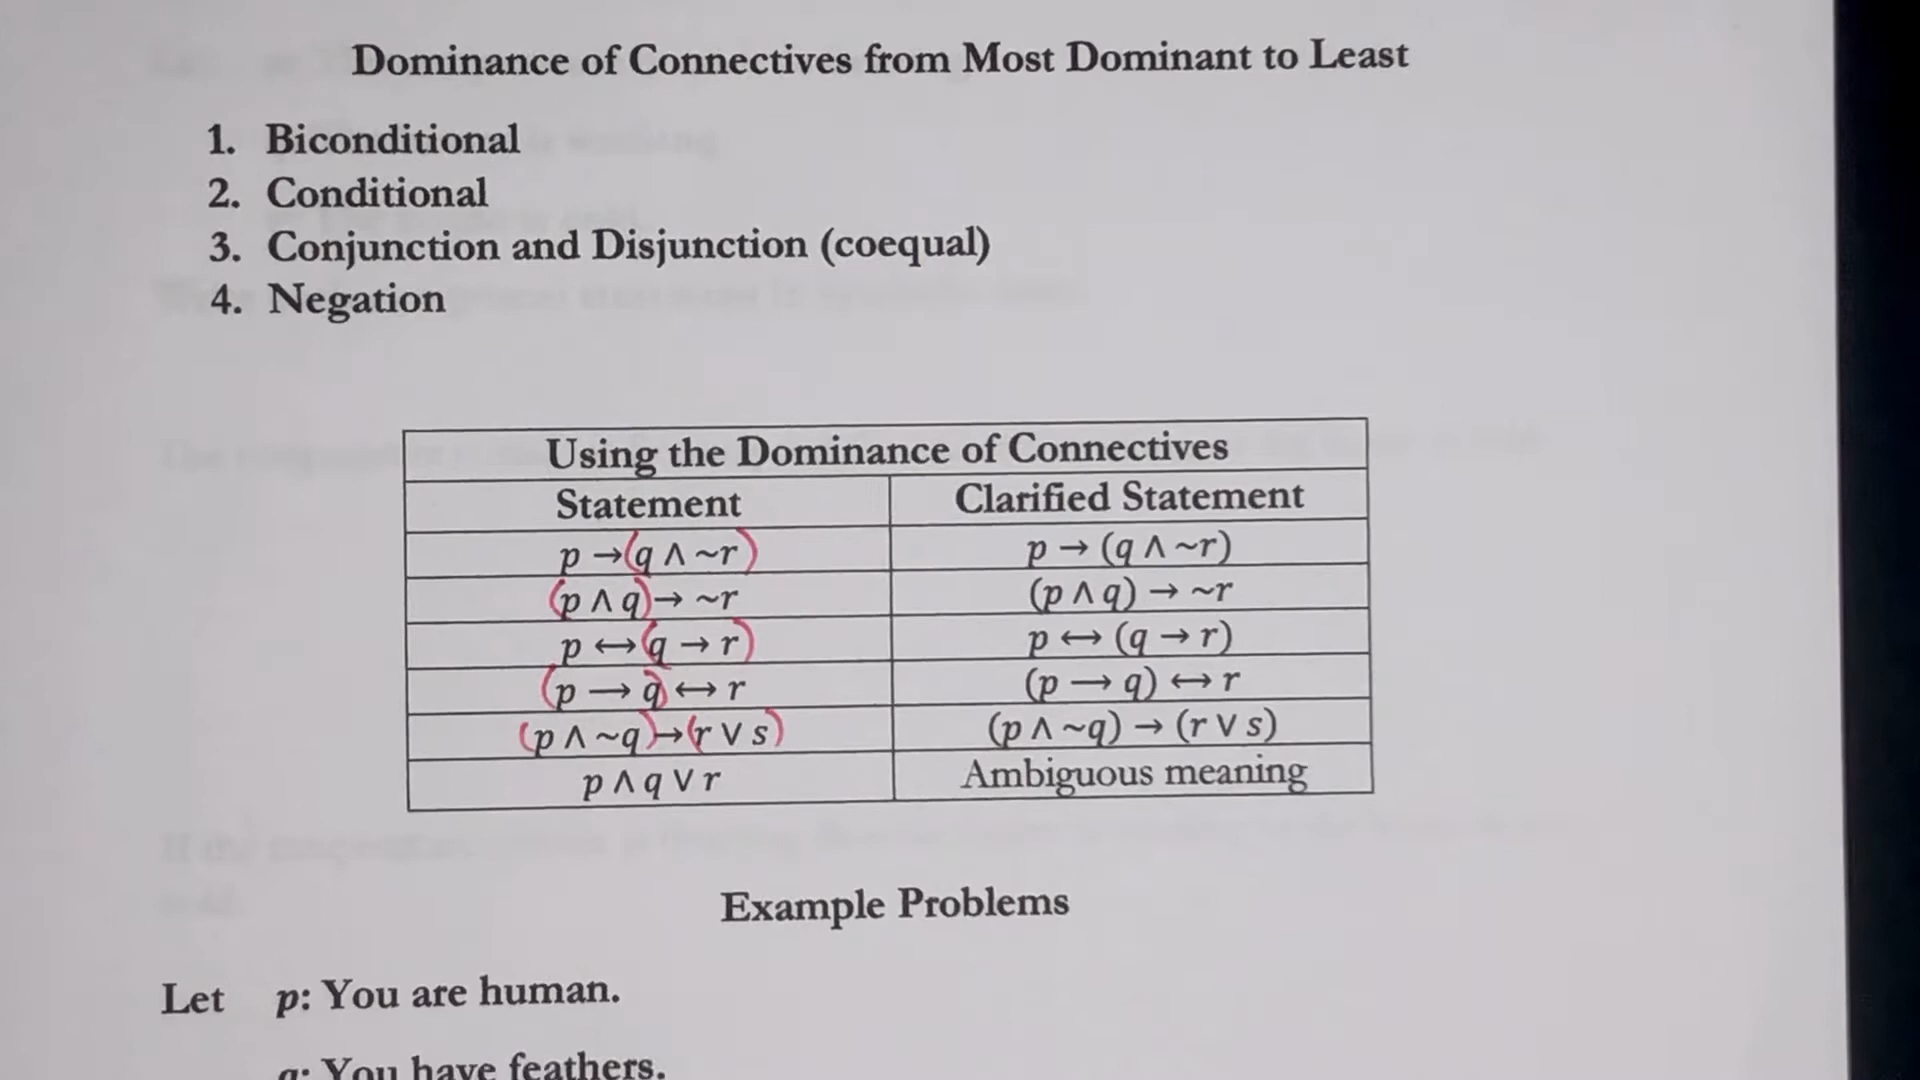 Dominance of Connectives from Most Dominant to Least
1. Biconditional
2. Conditional
3. Conjunction and Disjunction (coequal)
4. Negation
Using the Dominance of Connectives
Statement Clarified Statement
p →(q ∧ ~r) p → (q ∧ ~r)
(p ∧ q)→ ~r (p ∧ q) → ~r
p ↔(q → r) p ↔ (q → r)
(p → q)↔ r (p → q) ↔ r
(p ∧ ~q)→(r ∨ s) (p ∧ ~q) → (r ∨ s)
p ∧ q ∨ r Ambiguous meaning
Example Problems
Let p: You are human.
q: You have feathers.